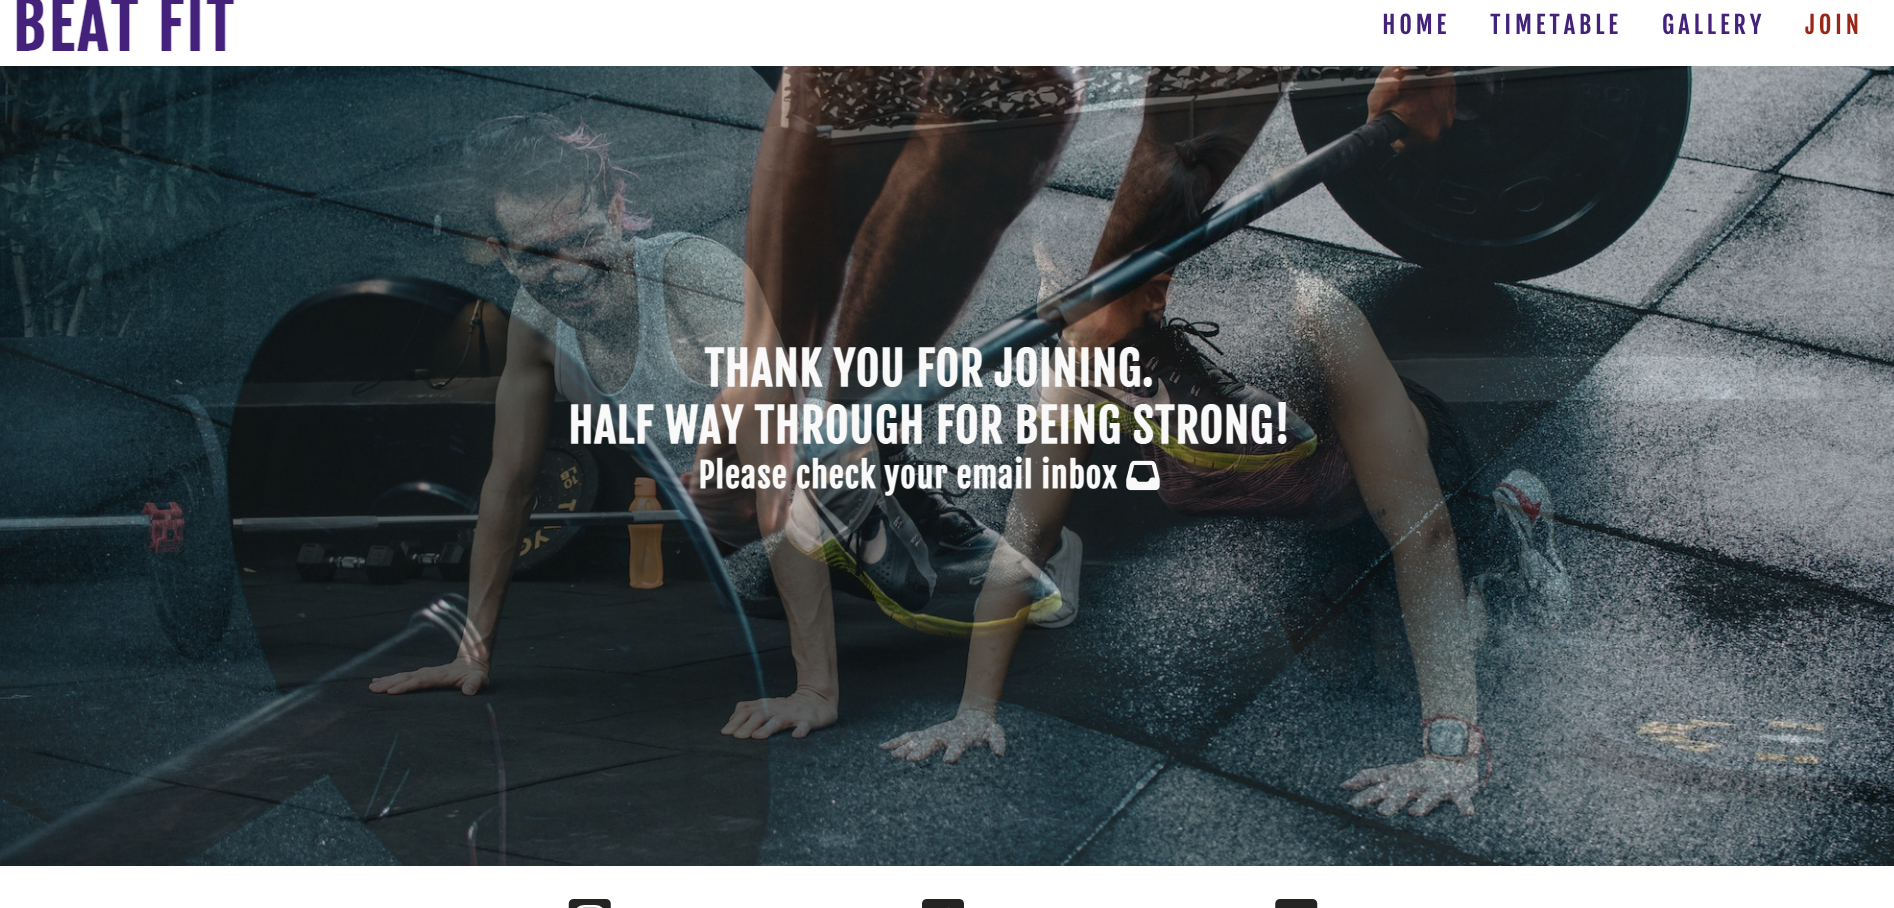 BEAT FIT
HOME TIMETABLE GALLERY JOIN
THANK YOU FOR JOINING.
HALF WAY THROUGH FOR BEING STRONG!
Please check your email inbox